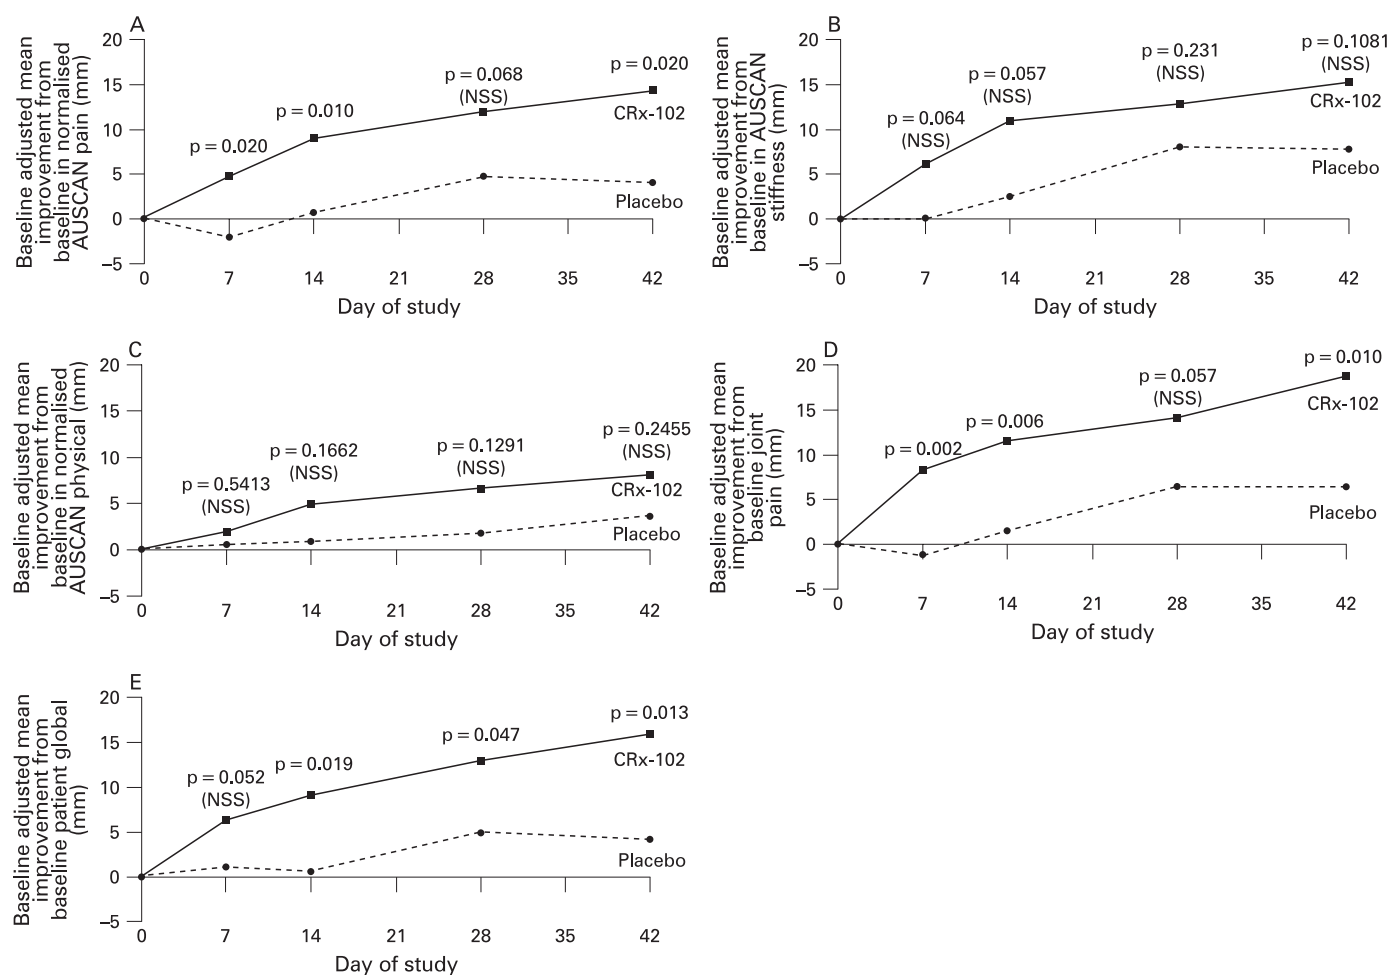 A
Baseline adjusted mean
improvement from
baseline in normalised
AUSCAN pain (mm)
20
15
10
5
0
–5
p = 0.020
p = 0.010
p = 0.068
(NSS)
p = 0.020
CRx-102
Placebo
0 7 14 21 28 35 42
Day of study
B
Baseline adjusted mean
improvement from
baseline in AUSCAN
stiffness (mm)
20
15
10
5
0
–5
p = 0.064
(NSS)
p = 0.057
(NSS)
p = 0.231
(NSS)
p = 0.1081
(NSS)
CRx-102
Placebo
0 7 14 21 28 35 42
Day of study
C
Baseline adjusted mean
improvement from
baseline in normalised
AUSCAN physical (mm)
20
15
10
5
0
–5
p = 0.5413
(NSS)
p = 0.1662
(NSS)
p = 0.1291
(NSS)
p = 0.2455
(NSS)
CRx-102
Placebo
0 7 14 21 28 35 42
Day of study
D
Baseline adjusted mean
improvement from
baseline joint
pain (mm)
20
15
10
5
0
–5
p = 0.002
p = 0.006
p = 0.057
(NSS)
p = 0.010
CRx-102
Placebo
0 7 14 21 28 35 42
Day of study
E
Baseline adjusted mean
improvement from
baseline patient global
(mm)
20
15
10
5
0
–5
p = 0.052
(NSS)
p = 0.019
p = 0.047
p = 0.013
CRx-102
Placebo
0 7 14 21 28 35 42
Day of study